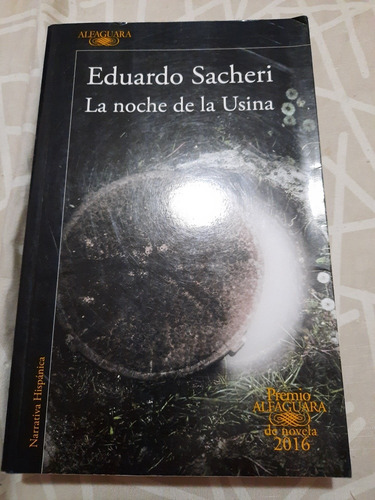 ALFAGUARA
Eduardo Sacheri
La noche de la Usina
Narrativa Hispánica
Premio
ALFAGUARA
de novela
2016